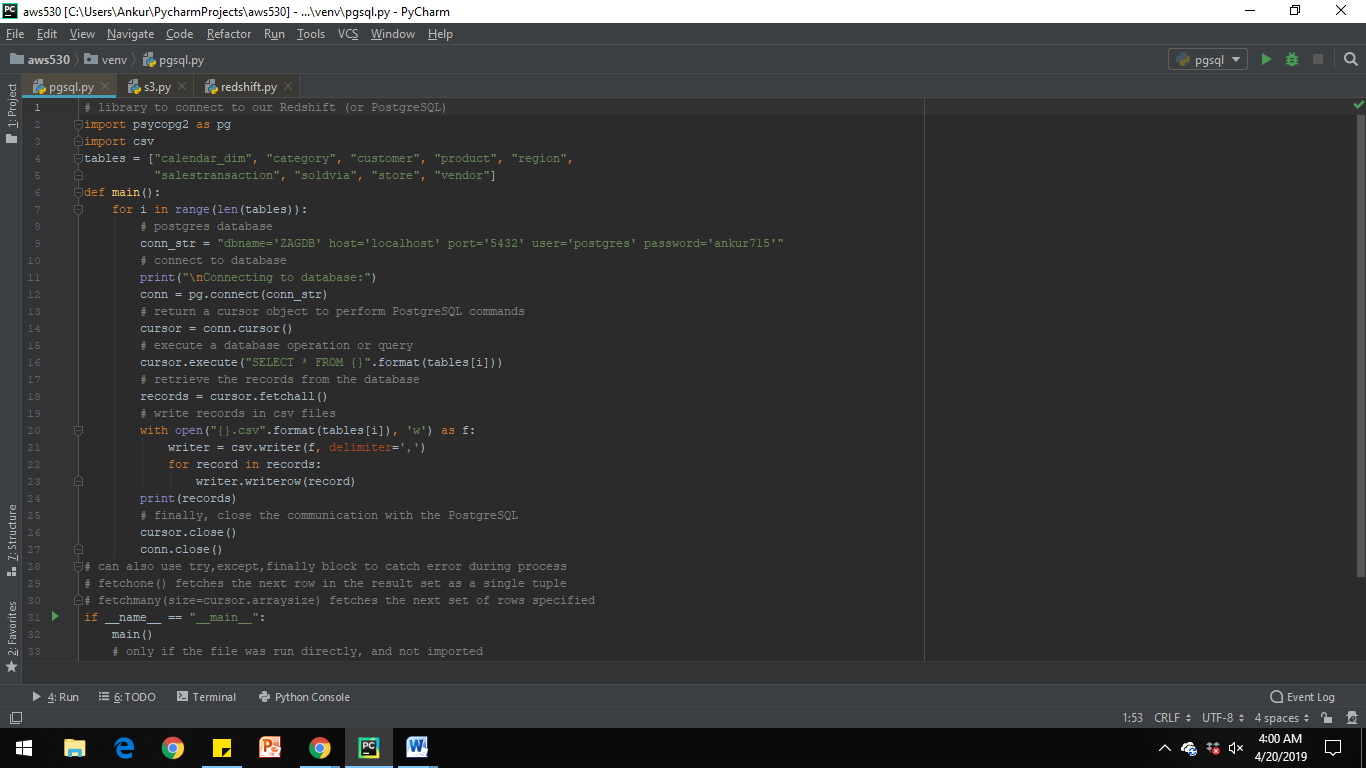 aws530 [C:\Users\Ankur\PycharmProjects\aws530] - ...\venv\pgsql.py - PyCharm
File Edit View Navigate Code Refactor Run Tools VCS Window Help
aws530 venv pgsql.py
pgsql
pgsql.py s3.py redshift.py
1: Project
1 # library to connect to our Redshift (or PostgreSQL)
2 import psycopg2 as pg
3 import csv
4 tables = ["calendar_dim", "category", "customer", "product", "region",
5 "salestransaction", "soldvia", "store", "vendor"]
6 def main():
7 for i in range(len(tables)):
8 # postgres database
9 conn_str = "dbname='ZAGDB' host='localhost' port='5432' user='postgres' password='ankur715'"
10 # connect to database
11 print("\nConnecting to database:")
12 conn = pg.connect(conn_str)
13 # return a cursor object to perform PostgreSQL commands
14 cursor = conn.cursor()
15 # execute a database operation or query
16 cursor.execute("SELECT * FROM {}".format(tables[i]))
17 # retrieve the records from the database
18 records = cursor.fetchall()
19 # write records in csv files
20 with open("{}.csv".format(tables[i]), 'w') as f:
21 writer = csv.writer(f, delimiter=',')
22 for record in records:
23 writer.writerow(record)
24 print(records)
25 # finally, close the communication with the PostgreSQL
26 cursor.close()
27 conn.close()
28 # can also use try,except,finally block to catch error during process
29 # fetchone() fetches the next row in the result set as a single tuple
30 # fetchmany(size=cursor.arraysize) fetches the next set of rows specified
31 if __name__ == "__main__":
32 main()
33 # only if the file was run directly, and not imported
7: Structure
2: Favorites
4: Run 6: TODO Terminal Python Console Event Log
1:53 CRLF UTF-8 4 spaces
4:00 AM
4/20/2019